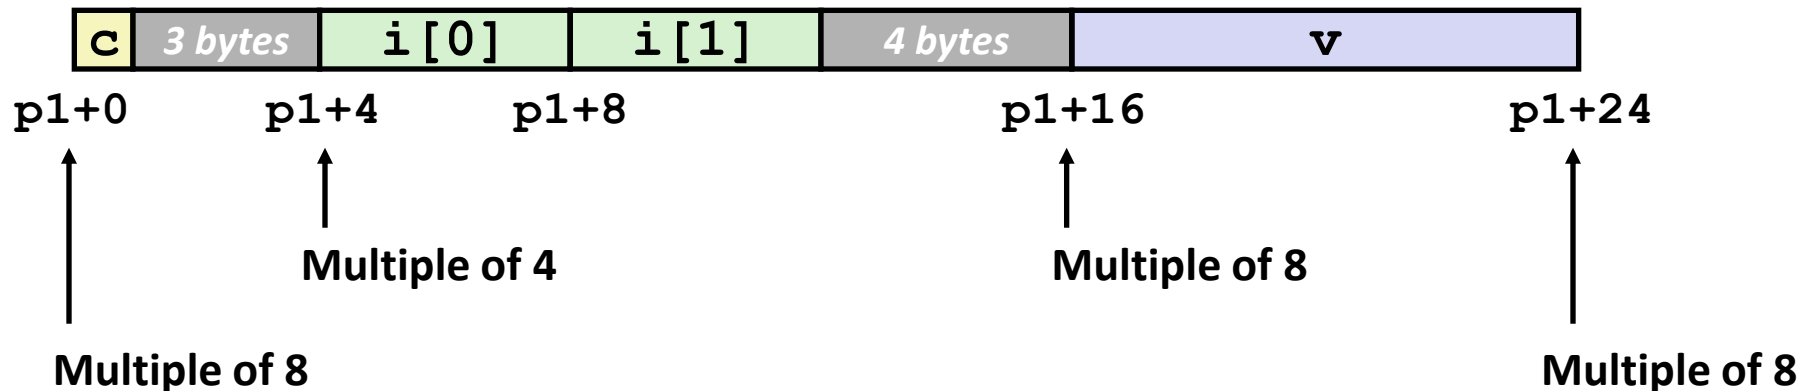 c 3 bytes i[0] i[1] 4 bytes v
p1+0 p1+4 p1+8 p1+16 p1+24
Multiple of 4 Multiple of 8
Multiple of 8 Multiple of 8